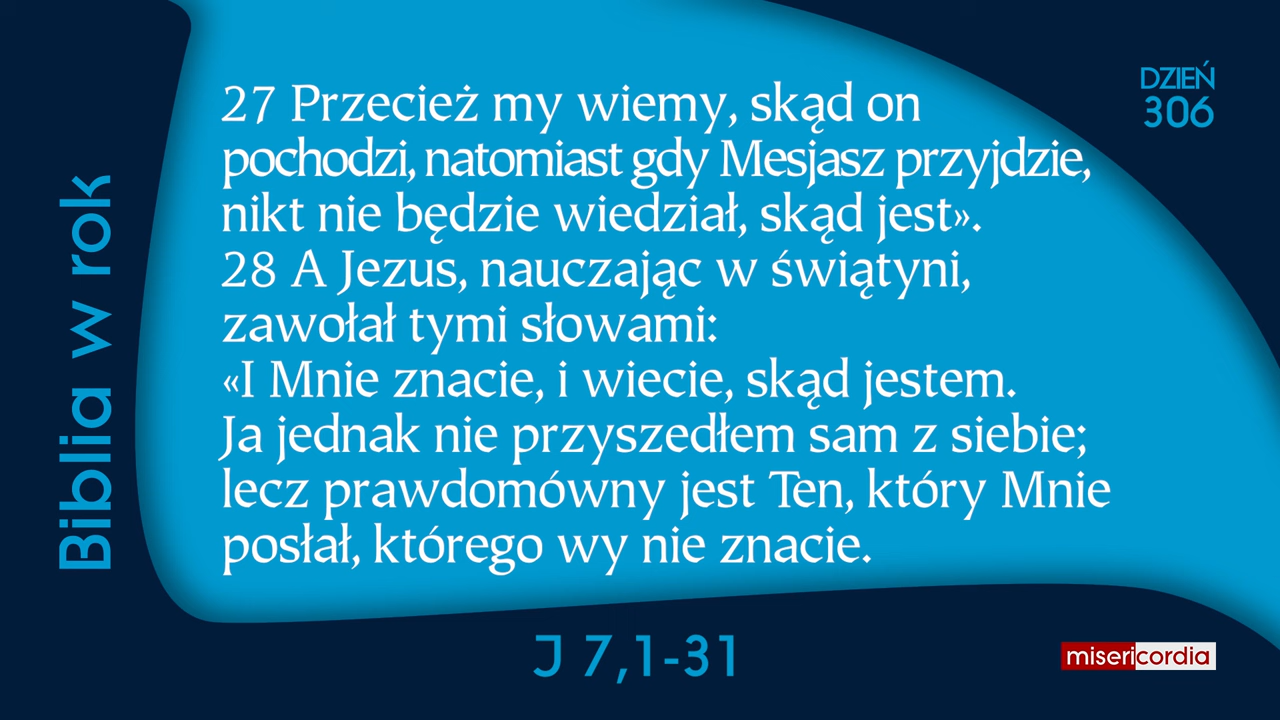 27 Przecież my wiemy, skąd on
pochodzi, natomiast gdy Mesjasz przyjdzie,
nikt nie będzie wiedział, skąd jest».
28 A Jezus, nauczając w świątyni,
zawołał tymi słowami:
«I Mnie znacie, i wiecie, skąd jestem.
Ja jednak nie przyszedłem sam z siebie;
lecz prawdomówny jest Ten, który Mnie
posłał, którego wy nie znacie.
DZIEŃ
306
Biblia w rok
J 7,1-31
misericordia